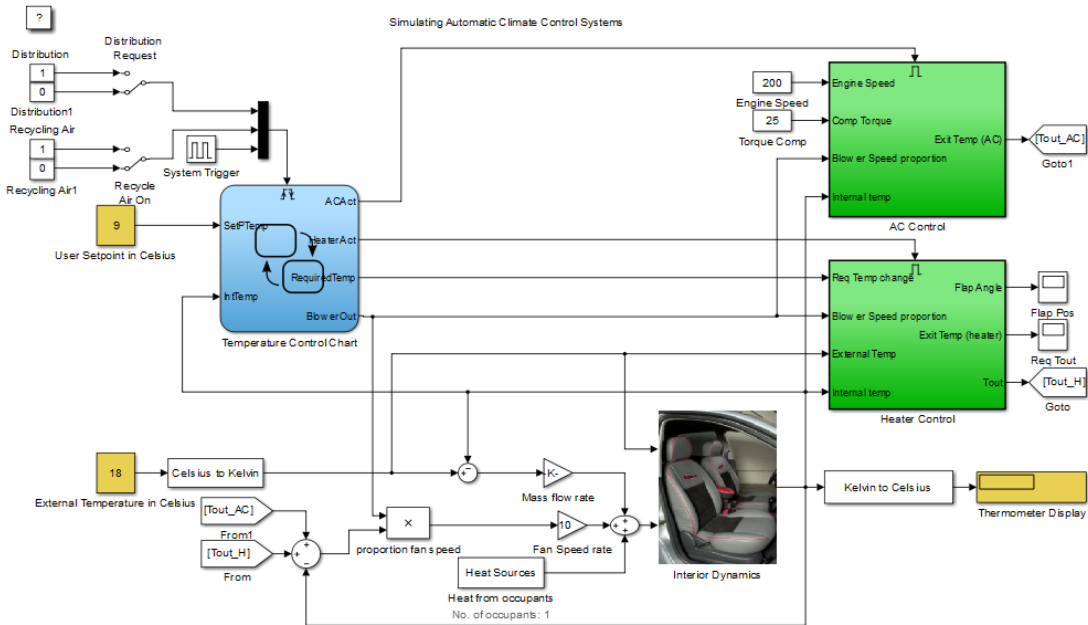 ?
Simulating Automatic Climate Control Systems
Distribution
Distribution
Request
1
0
Distribution1
Recycling Air
1
0
Recycling Air1
Recycle
Air On
System Trigger
9
User Setpoint in Celsius
SetPTemp
IntTemp
ACAct
HeaterAct
RequiredTemp
BlowerOut
Temperature Control Chart
200
Engine Speed
25
Torque Comp
Engine Speed
Comp Torque
Blower Speed proportion
Internal temp
Exit Temp (AC)
AC Control
[Tout_AC]
Goto1
Req Temp change
Blower Speed proportion
External Temp
Internal temp
Flap Angle
Exit Temp (heater)
Tout
Heater Control
Flap Pos
Req Tout
[Tout_H]
Goto
18
External Temperature in Celsius
Celsius to Kelvin
-K-
Mass flow rate
[Tout_AC]
From1
[Tout_H]
From
×
proportion fan speed
10
Fan Speed rate
Heat Sources
Heat from occupants
No. of occupants: 1
Interior Dynamics
Kelvin to Celsius
Thermometer Display